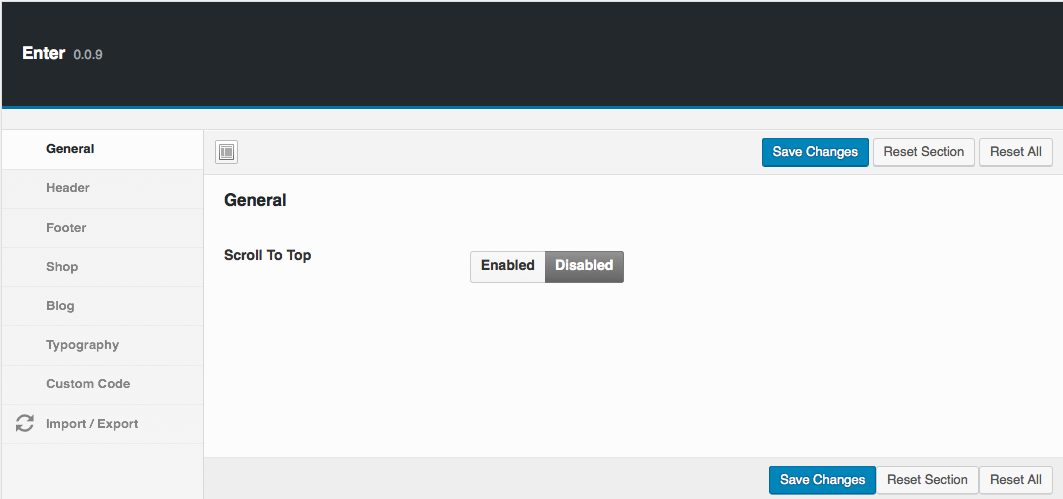 Enter 0.0.9
General
Header
Footer
Shop
Blog
Typography
Custom Code
Import / Export
Save Changes Reset Section Reset All
General
Scroll To Top Enabled Disabled
Save Changes Reset Section Reset All